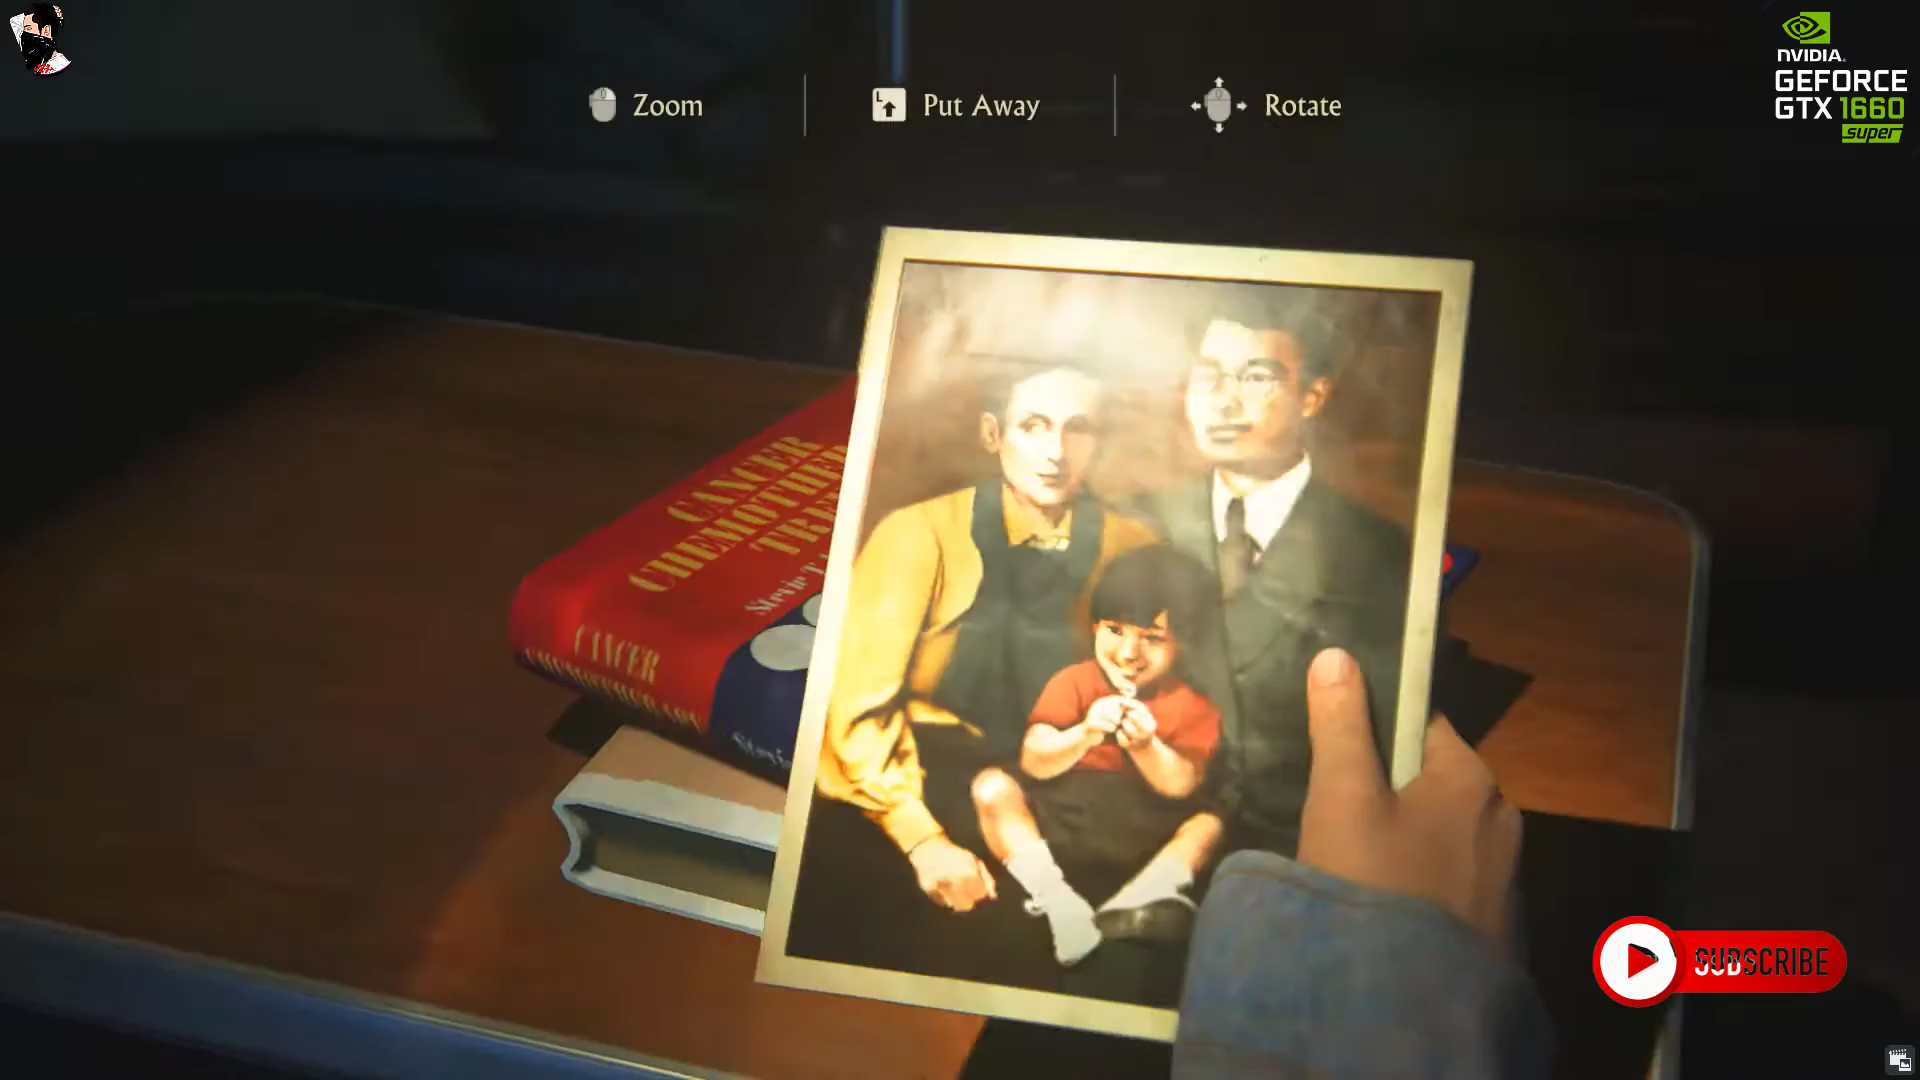 Zoom
L
Put Away
Rotate
NVIDIA.
GEFORCE
GTX 1660
super
CANCER
CANCER
CHEMOTHERAPY
SUBSCRIBE